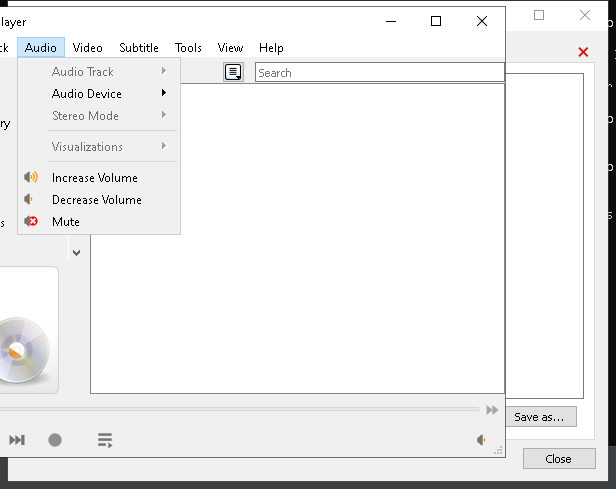 layer
ck Audio Video Subtitle Tools View Help
Audio Track
Audio Device
Stereo Mode
Visualizations
Increase Volume
Decrease Volume
Mute
Search
ry
s
Save as...
Close